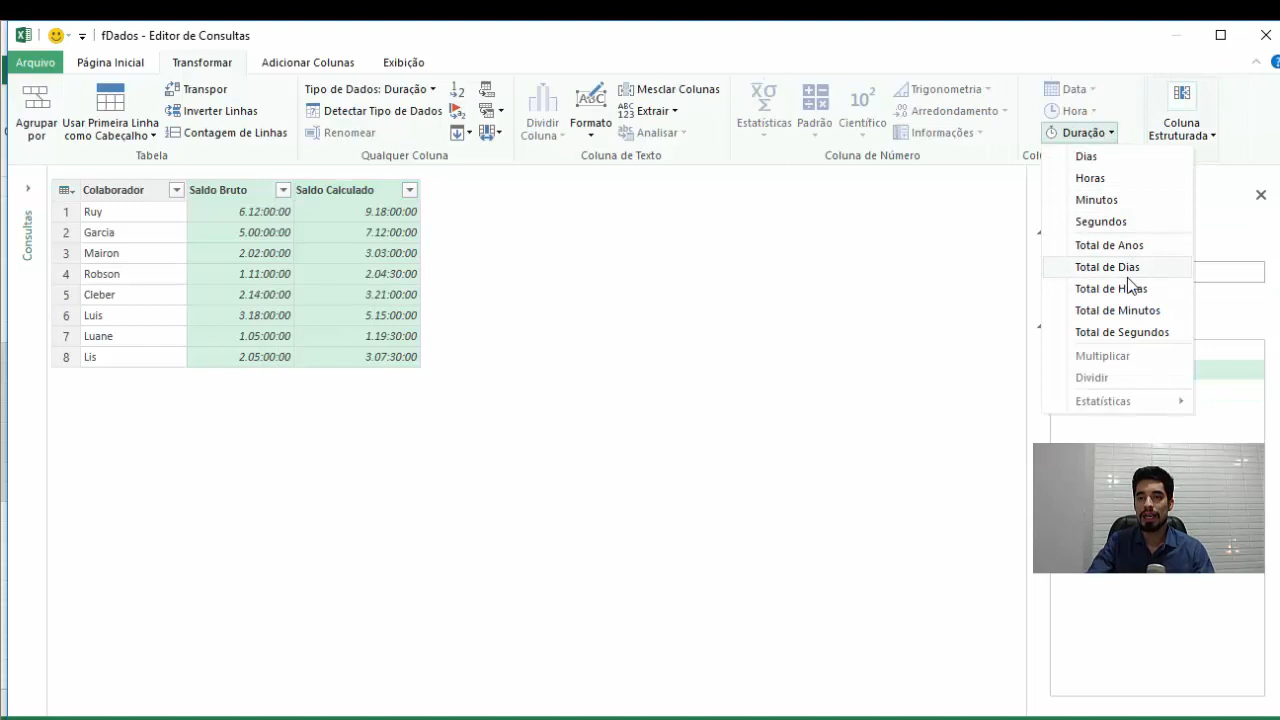 fDados - Editor de Consultas
Arquivo Página Inicial Transformar Adicionar Colunas Exibição
Agrupar por
Usar Primeira Linha como Cabeçalho
Transpor
Inverter Linhas
Contagem de Linhas
Tabela
Tipo de Dados: Duração
Detectar Tipo de Dados
Renomear
Qualquer Coluna
Dividir Coluna
Formato
Mesclar Colunas
Extrair
Analisar
Coluna de Texto
Estatísticas
Padrão
Científico
Trigonometria
Arredondamento
Informações
Coluna de Número
Data
Hora
Duração
Coluna Estruturada
Dias
Horas
Minutos
Segundos
Total de Anos
Total de Dias
Total de Horas
Total de Minutos
Total de Segundos
Multiplicar
Dividir
Estatísticas
Consultas
Colaborador Saldo Bruto Saldo Calculado
1 Ruy 6.12:00:00 9.18:00:00
2 Garcia 5.00:00:00 7.12:00:00
3 Mairon 2.02:00:00 3.03:00:00
4 Robson 1.11:00:00 2.04:30:00
5 Cleber 2.14:00:00 3.21:00:00
6 Luis 3.18:00:00 5.15:00:00
7 Luane 1.05:00:00 1.19:30:00
8 Lis 2.05:00:00 3.07:30:00